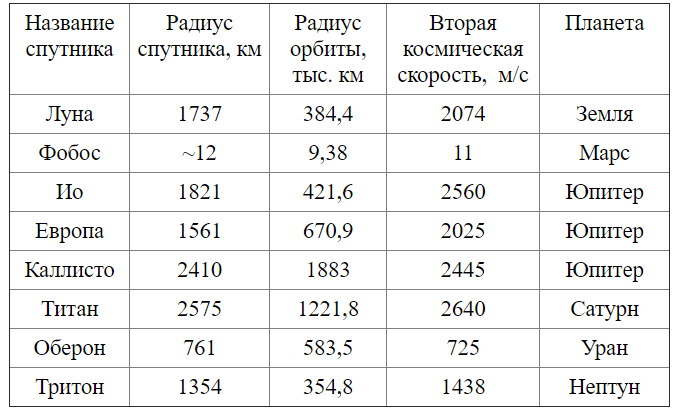 Название спутника | Радиус спутника, км | Радиус орбиты, тыс. км | Вторая космическая скорость, м/с | Планета
Луна | 1737 | 384,4 | 2074 | Земля
Фобос | ~12 | 9,38 | 11 | Марс
Ио | 1821 | 421,6 | 2560 | Юпитер
Европа | 1561 | 670,9 | 2025 | Юпитер
Каллисто | 2410 | 1883 | 2445 | Юпитер
Титан | 2575 | 1221,8 | 2640 | Сатурн
Оберон | 761 | 583,5 | 725 | Уран
Тритон | 1354 | 354,8 | 1438 | Нептун